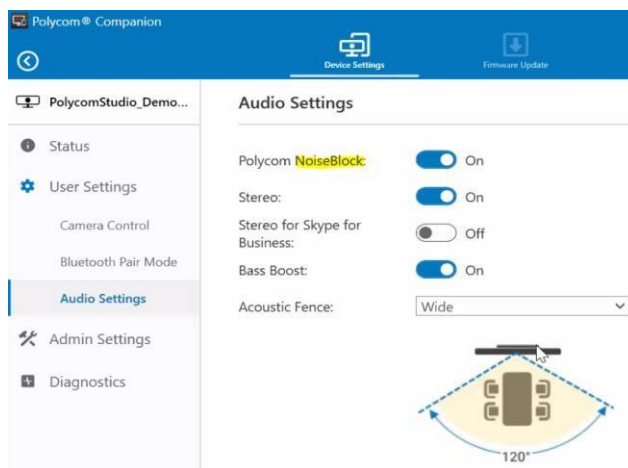 Polycom® Companion
Device Settings
Firmware Update
PolycomStudio_Demo...
Audio Settings
Status
Polycom NoiseBlock:
On
User Settings
Stereo:
On
Camera Control
Stereo for Skype for
Business:
Off
Bluetooth Pair Mode
Bass Boost:
On
Audio Settings
Acoustic Fence:
Wide
Admin Settings
Diagnostics
120°